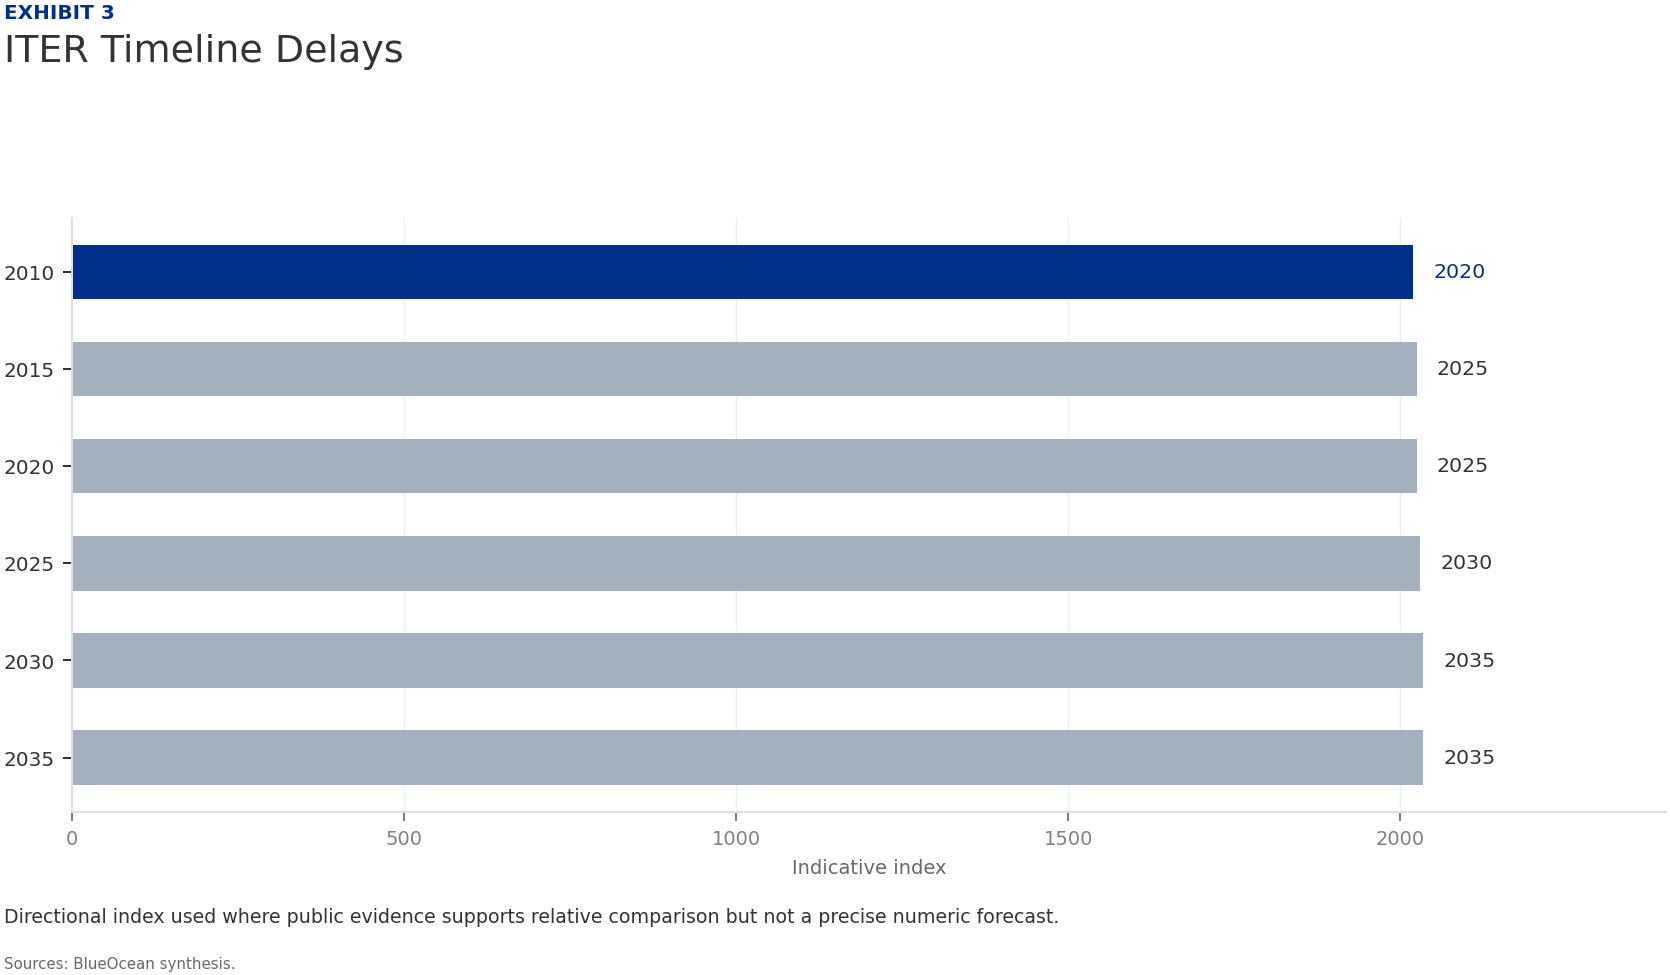 EXHIBIT 3
ITER Timeline Delays
2010 2020
2015 2025
2020 2025
2025 2030
2030 2035
2035 2035
0 500 1000 1500 2000
Indicative index
Directional index used where public evidence supports relative comparison but not a precise numeric forecast.
Sources: BlueOcean synthesis.